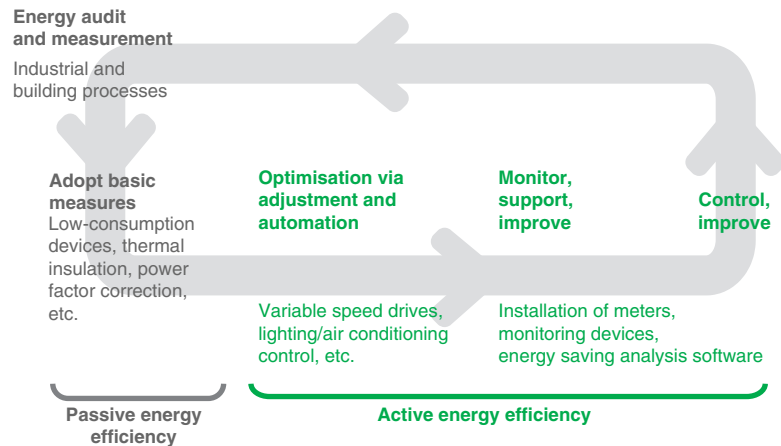 Energy audit
and measurement
Industrial and
building processes
Adopt basic
measures
Low-consumption
devices, thermal
insulation, power
factor correction,
etc.
Optimisation via
adjustment and
automation
Variable speed drives,
lighting/air conditioning
control, etc.
Monitor,
support,
improve
Installation of meters,
monitoring devices,
energy saving analysis software
Control,
improve
Passive energy
efficiency
Active energy efficiency